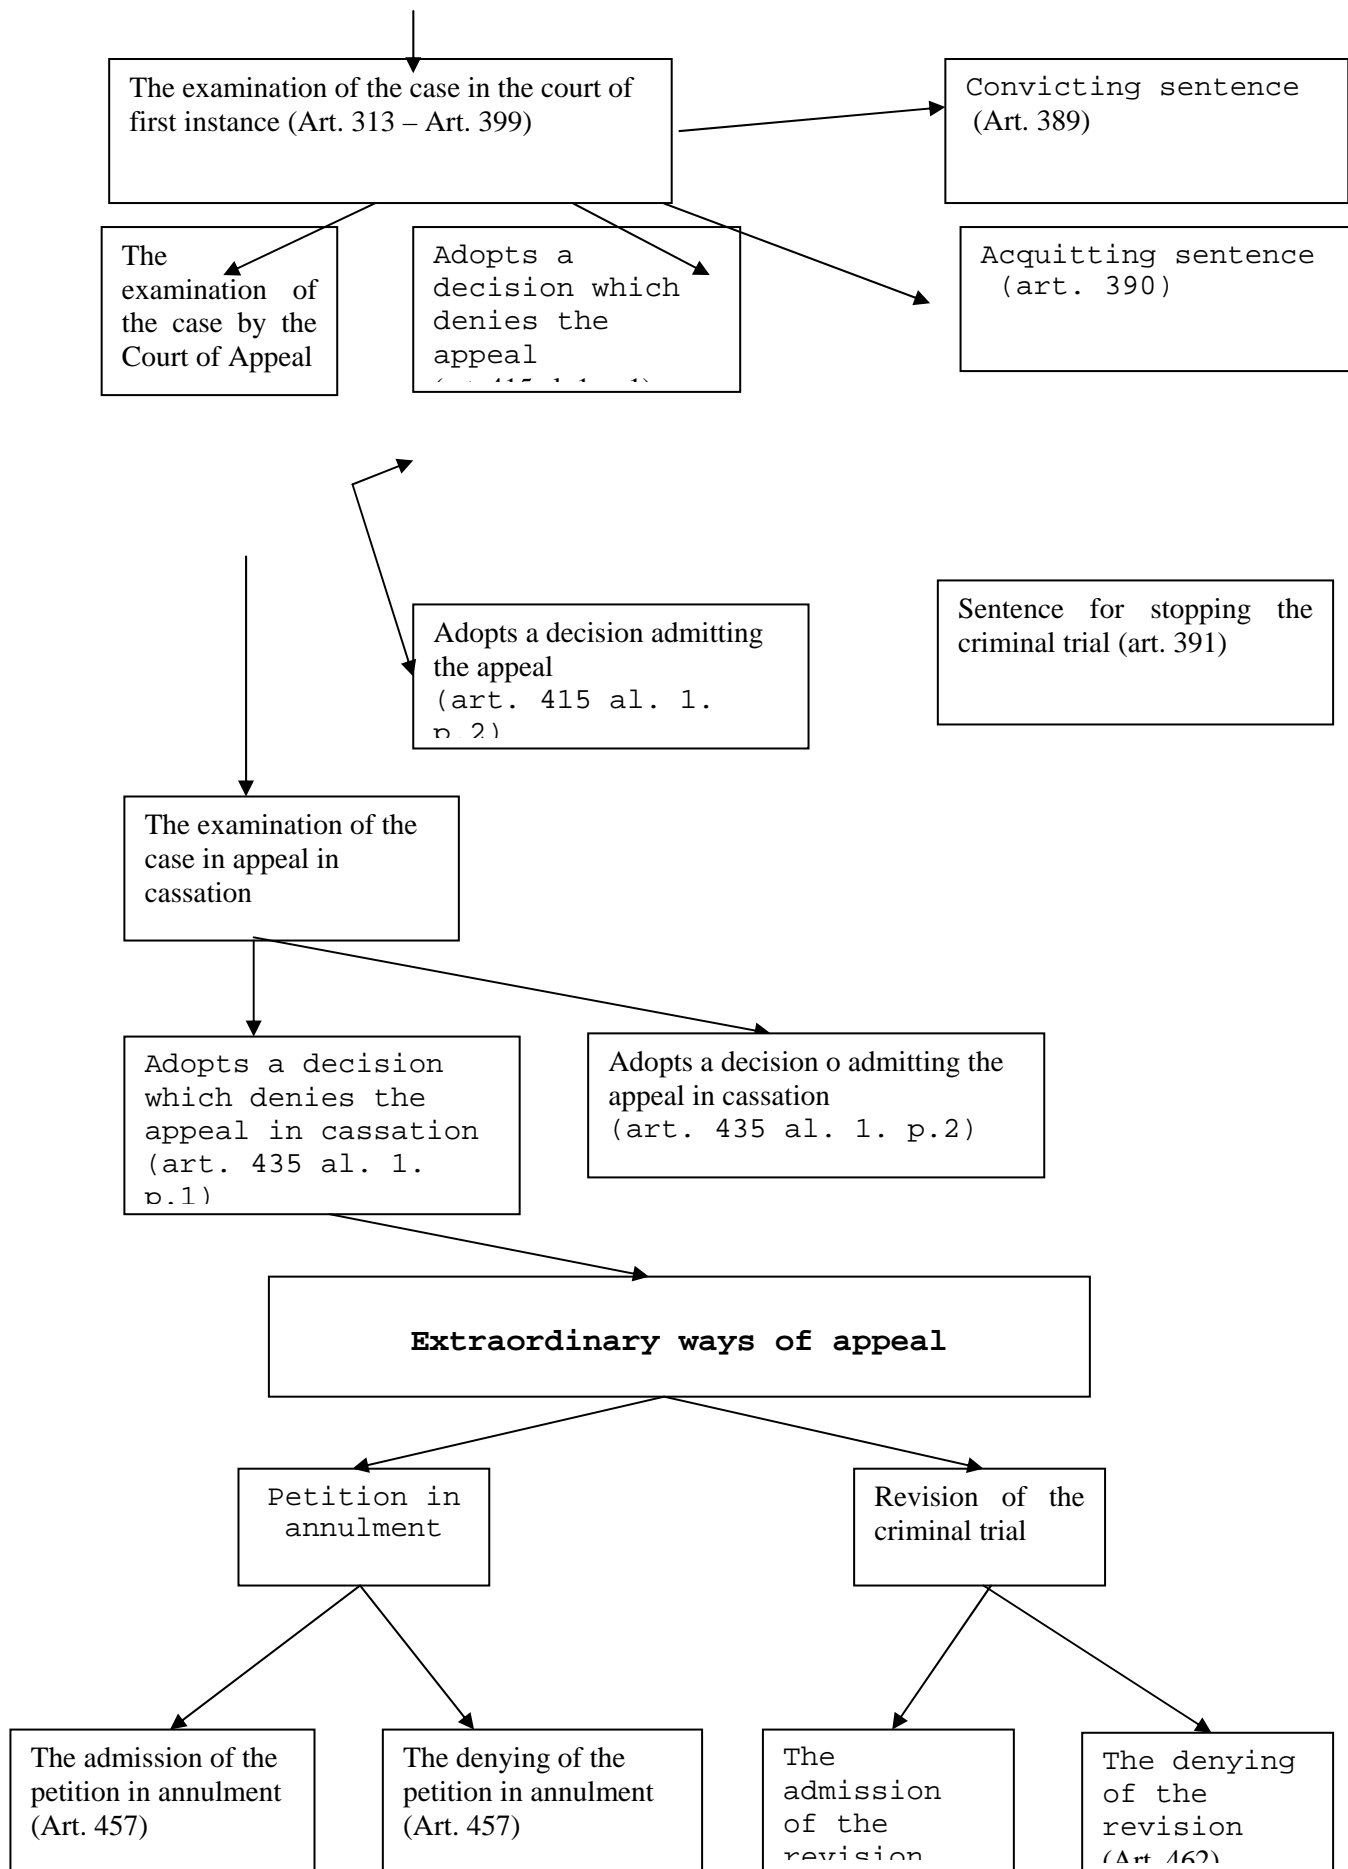 The examination of the case in the court of
first instance (Art. 313 – Art. 399)
Convicting sentence
(Art. 389)
The
examination of
the case by the
Court of Appeal
Adopts a
decision which
denies the
appeal
Acquitting sentence
(art. 390)
Adopts a decision admitting
the appeal
(art. 415 al. 1.
p.2)
Sentence for stopping the
criminal trial (art. 391)
The examination of the
case in appeal in
cassation
Adopts a decision
which denies the
appeal in cassation
(art. 435 al. 1.
p.1)
Adopts a decision o admitting the
appeal in cassation
(art. 435 al. 1. p.2)
Extraordinary ways of appeal
Petition in
annulment
Revision of the
criminal trial
The admission of the
petition in annulment
(Art. 457)
The denying of the
petition in annulment
(Art. 457)
The
admission
of the
revision
The denying
of the
revision
(Art. 462)